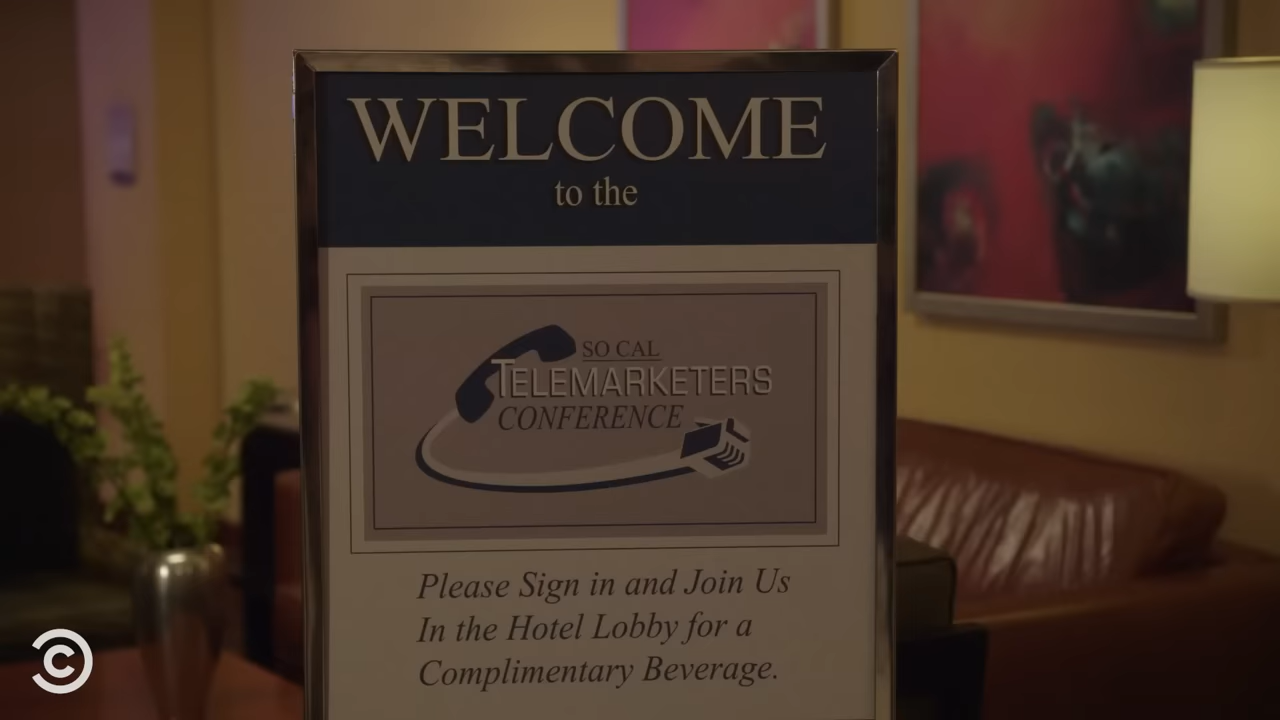 WELCOME
to the
SO CAL
TELEMARKETERS
CONFERENCE
Please Sign in and Join Us
In the Hotel Lobby for a
Complimentary Beverage.